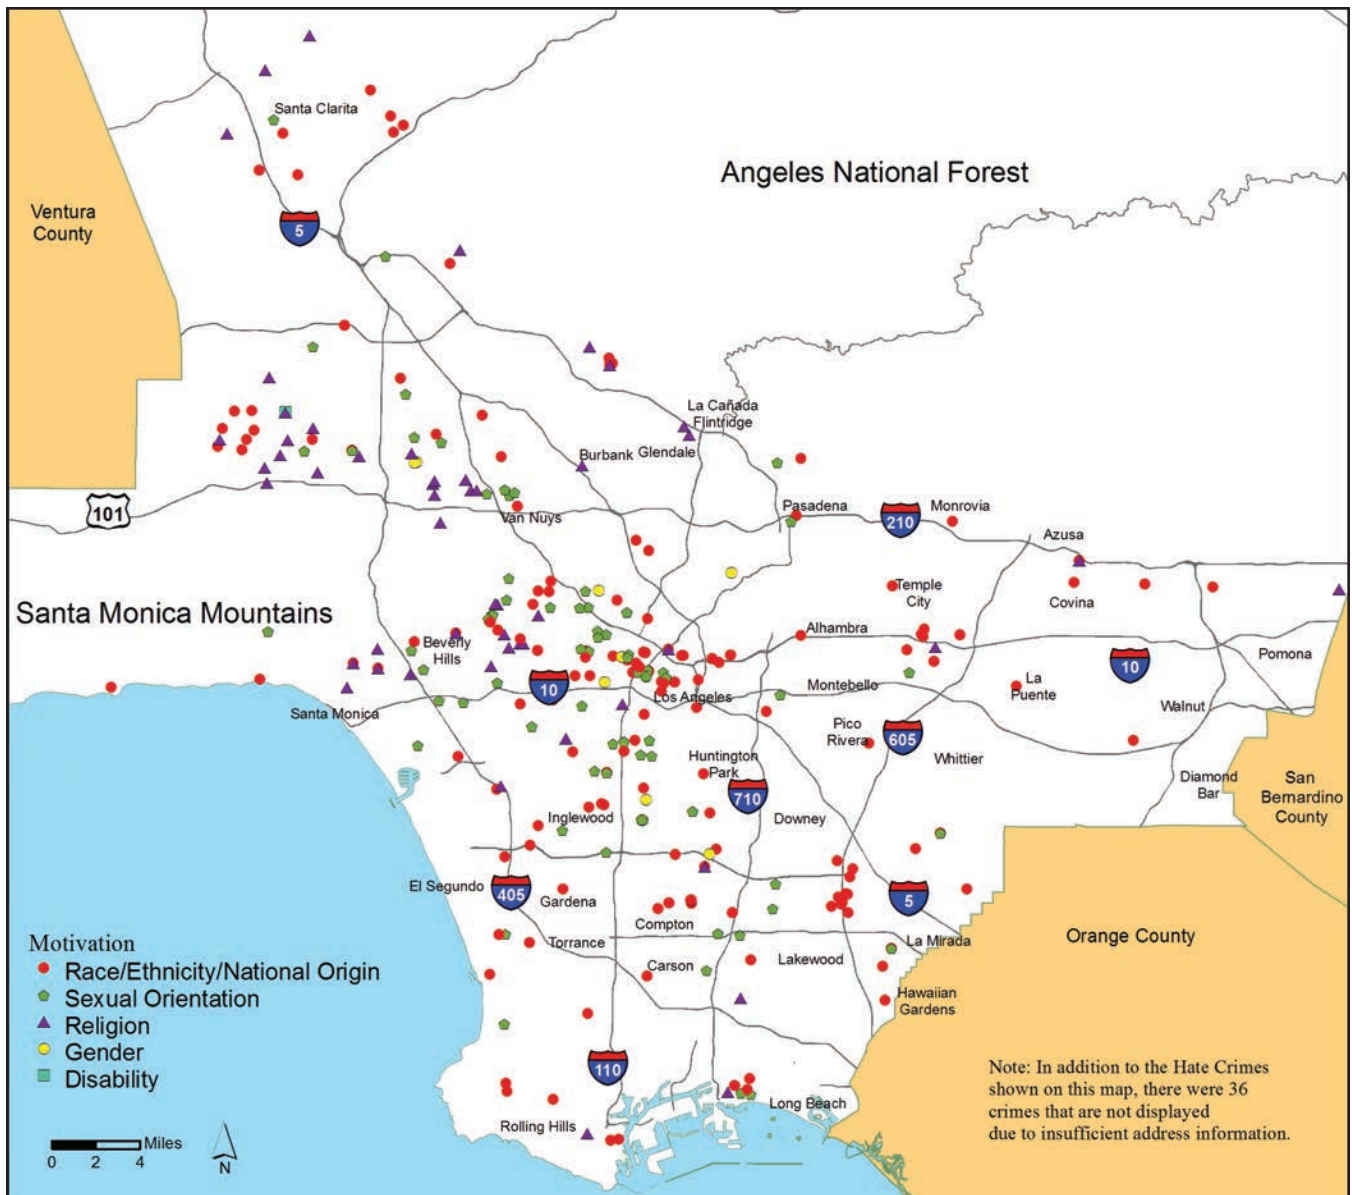 Santa Clarita
Angeles National Forest
Ventura
County
5
La Cañada
Flintridge
Burbank
Glendale
101
Van Nuys
Pasadena
210
Monrovia
Azusa
Santa Monica Mountains
Temple
City
Covina
Beverly
Hills
Alhambra
Pomona
10
10
Los Angeles
Montebello
La
Puente
Santa Monica
Walnut
Pico
Rivera
605
Whittier
Huntington
Park
Diamond
Bar
San
Bernardino
County
710
Inglewood
Downey
El Segundo
405
Gardena
5
Compton
Torrance
La Mirada
Orange County
Motivation
Race/Ethnicity/National Origin
Sexual Orientation
Religion
Gender
Disability
Carson
Lakewood
Hawaiian
Gardens
110
Note: In addition to the Hate Crimes
shown on this map, there were 36
crimes that are not displayed
due to insufficient address information.
Long Beach
Rolling Hills
Miles
0 2 4
N